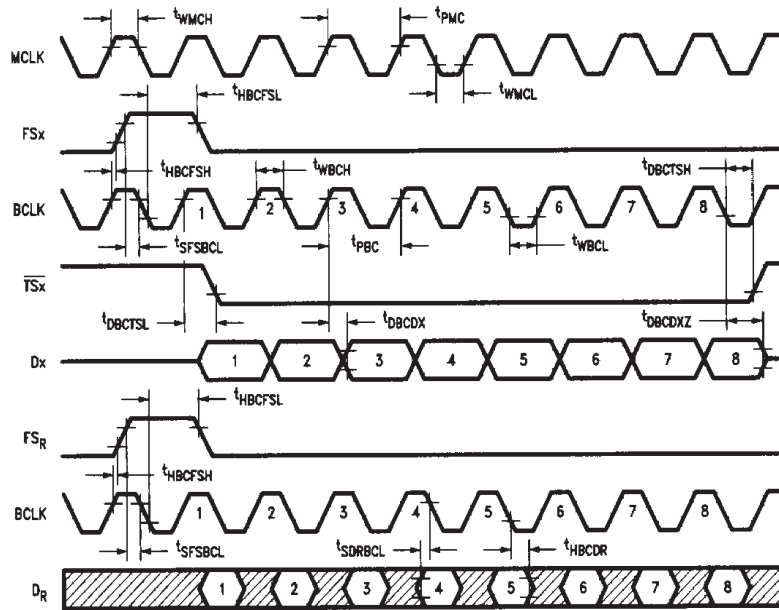 tWMCH tPMC
MCLK
tHBCFSL tWMCL
FSx
tHBCFSH tWBCH tDBCTSH
BCLK 1 2 3 4 5 6 7 8
tSFSBCL tPBC tWBCL
TSx
tDBCTSL tDBCDX tDBCDXZ
Dx 1 2 3 4 5 6 7 8
tHBCFSL
FSR
tHBCFSH
BCLK 1 2 3 4 5 6 7 8
tSFSBCL tSDRBCL tHBCDR
DR 1 2 3 4 5 6 7 8